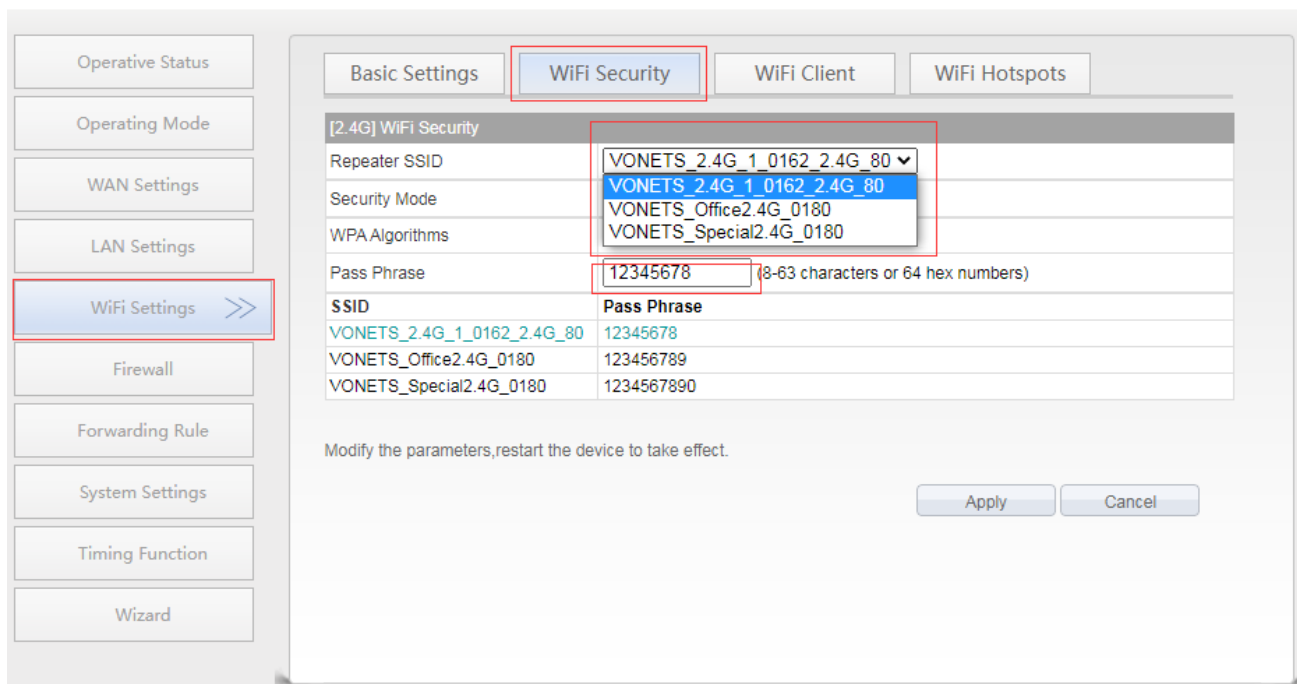 Operative Status
Operating Mode
WAN Settings
LAN Settings
WiFi Settings >>
Firewall
Forwarding Rule
System Settings
Timing Function
Wizard
Basic Settings WiFi Security WiFi Client WiFi Hotspots
[2.4G] WiFi Security
Repeater SSID VONETS_2.4G_1_0162_2.4G_80
VONETS_2.4G_1_0162_2.4G_80
Security Mode VONETS_Office2.4G_0180
WPA Algorithms VONETS_Special2.4G_0180
Pass Phrase 12345678 (8-63 characters or 64 hex numbers)
SSID Pass Phrase
VONETS_2.4G_1_0162_2.4G_80 12345678
VONETS_Office2.4G_0180 123456789
VONETS_Special2.4G_0180 1234567890
Modify the parameters,restart the device to take effect.
Apply Cancel